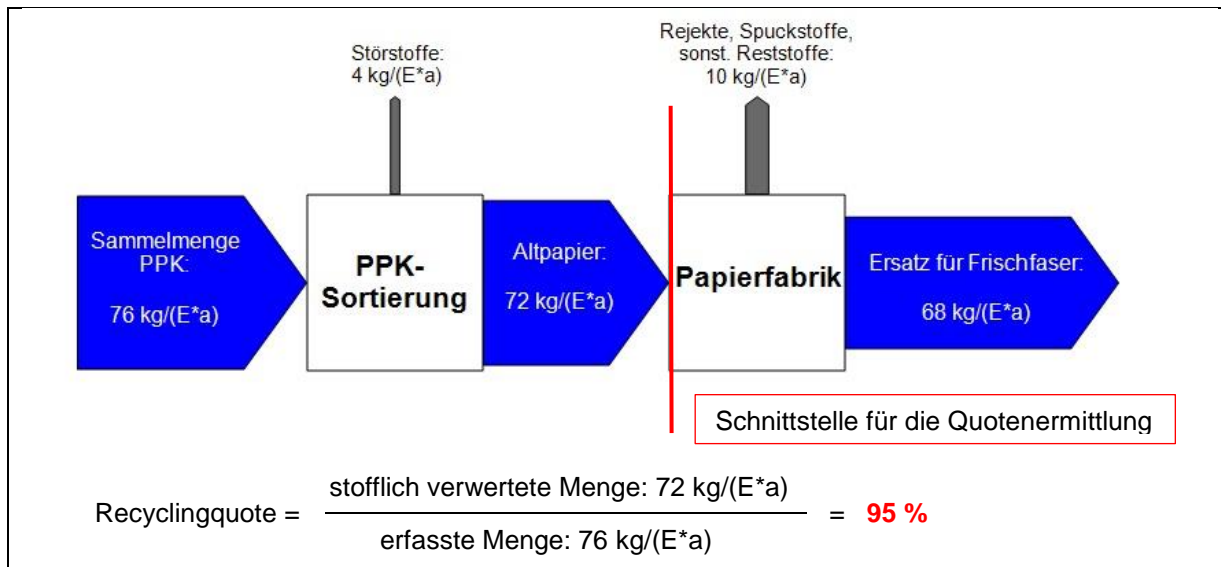 Störstoffe:
4 kg/(E*a)
Rejekte, Spuckstoffe,
sonst. Reststoffe:
10 kg/(E*a)
Sammelmenge
PPK:
76 kg/(E*a)
PPK-
Sortierung
Altpapier:
72 kg/(E*a)
Papierfabrik
Ersatz für Frischfaser:
68 kg/(E*a)
Schnittstelle für die Quotenermittlung
Recyclingquote = stofflich verwertete Menge: 72 kg/(E*a) = 95 %
erfasste Menge: 76 kg/(E*a)